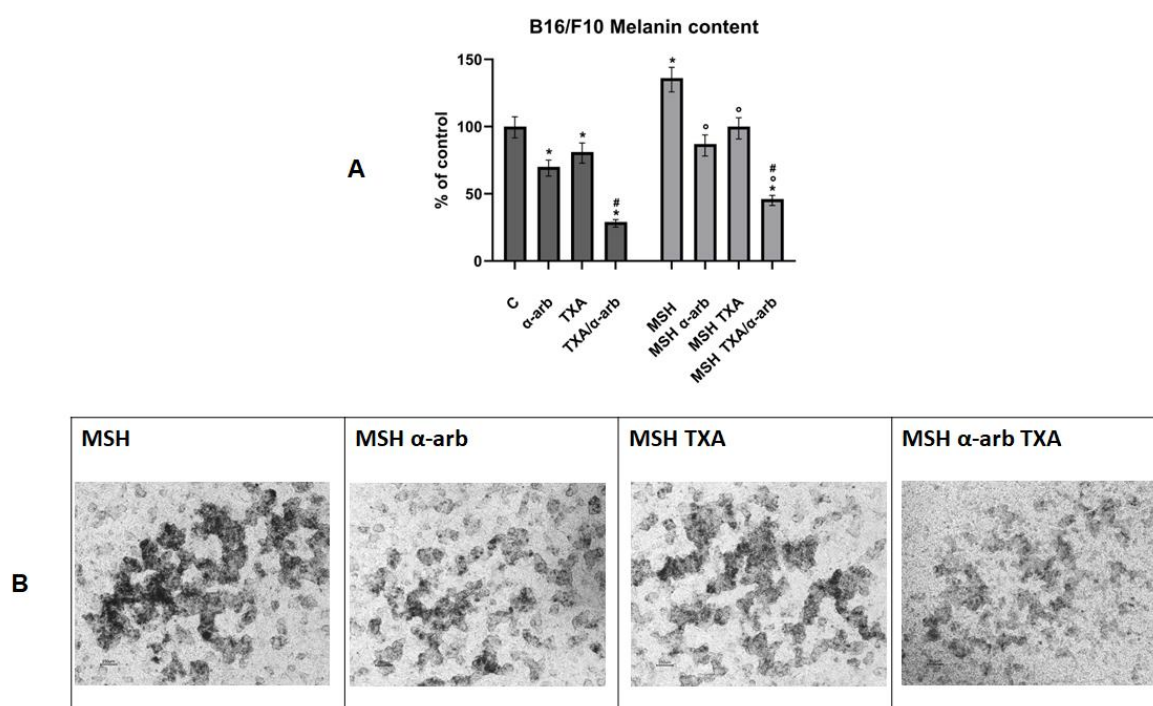 B16/F10 Melanin content
A
% of control
150
100
50
0
*
*
#
*
*
°
°
#
°
*
C
α-arb
TXA
TXA/α-arb
MSH
MSH α-arb
MSH TXA
MSH TXA/α-arb
B
MSH
MSH α-arb
MSH TXA
MSH α-arb TXA